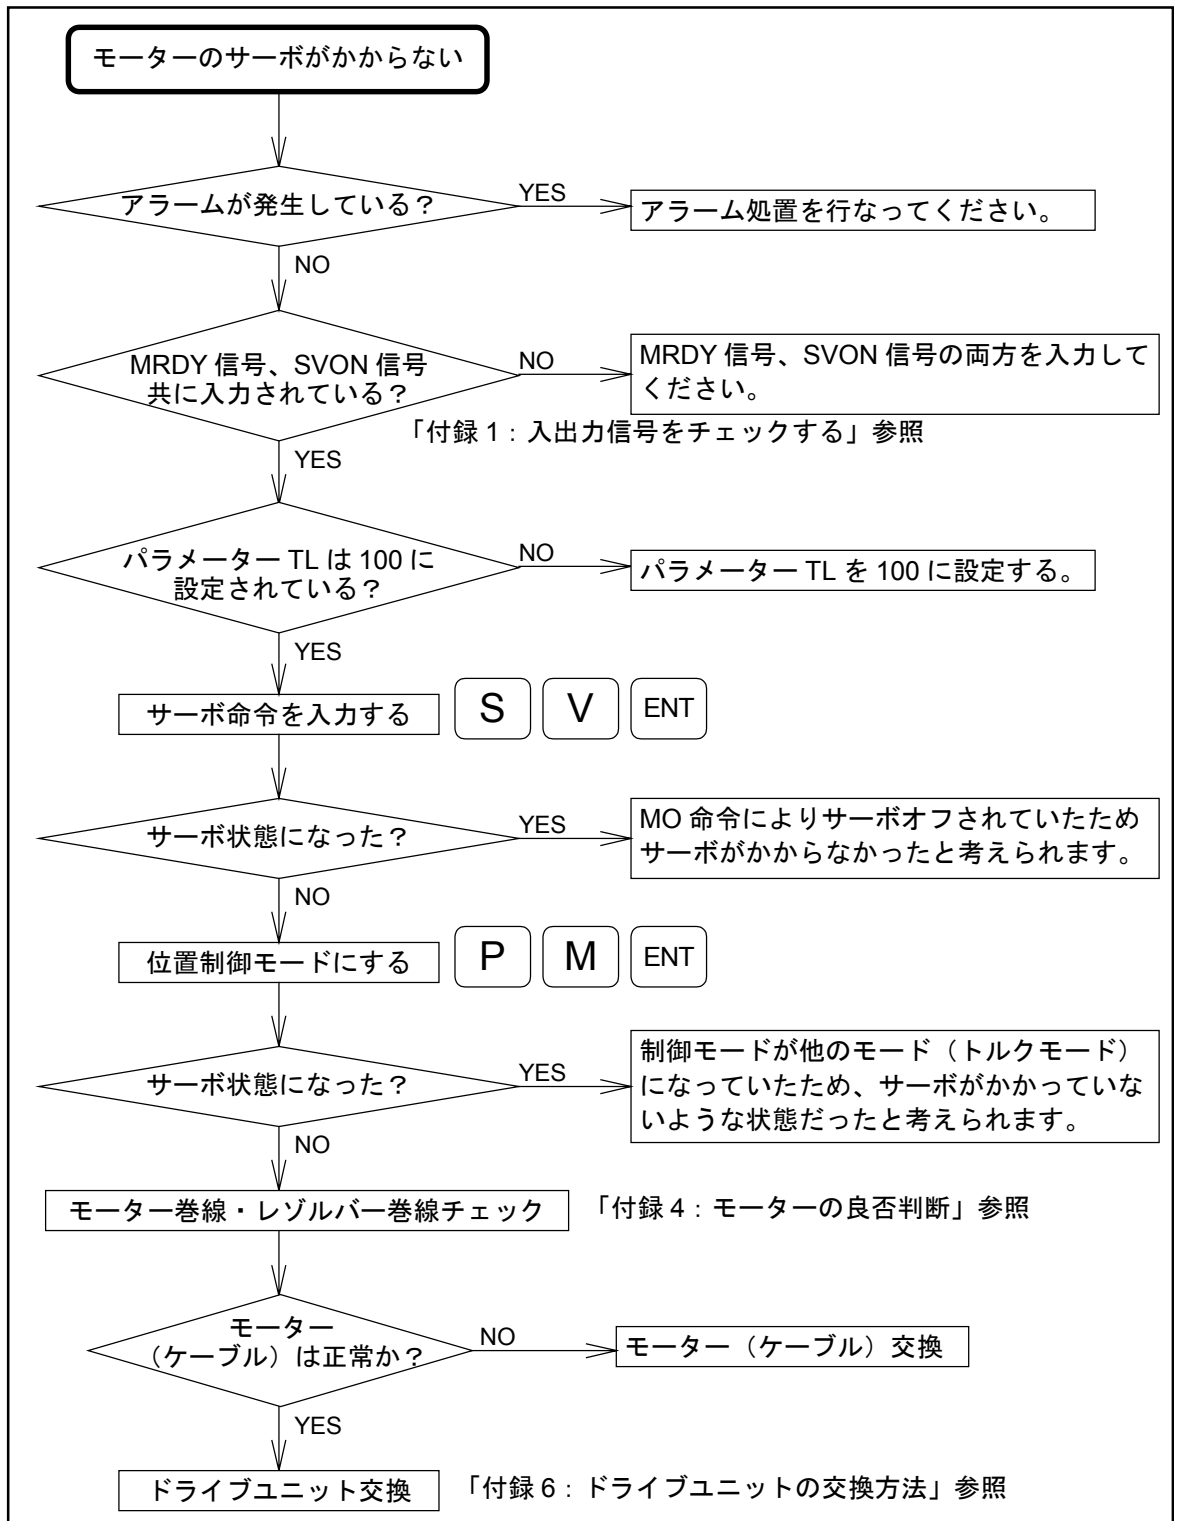 モーターのサーボがかからない
アラームが発生している？
YES
アラーム処置を行なってください。
NO
MRDY 信号、SVON 信号
共に入力されている？
NO
MRDY 信号、SVON 信号の両方を入力して
ください。
「付録 1：入出力信号をチェックする」参照
YES
パラメーター TL は 100 に
設定されている？
NO
パラメーター TL を 100 に設定する。
YES
サーボ命令を入力する
S V ENT
サーボ状態になった？
YES
MO 命令によりサーボオフされていたため
サーボがかからなかったと考えられます。
NO
位置制御モードにする
P M ENT
サーボ状態になった？
YES
制御モードが他のモード（トルクモード）
になっていたため、サーボがかかっていな
いような状態だったと考えられます。
NO
モーター巻線・レゾルバー巻線チェック
「付録 4：モーターの良否判断」参照
モーター
（ケーブル）は正常か？
NO
モーター（ケーブル）交換
YES
ドライブユニット交換
「付録 6：ドライブユニットの交換方法」参照